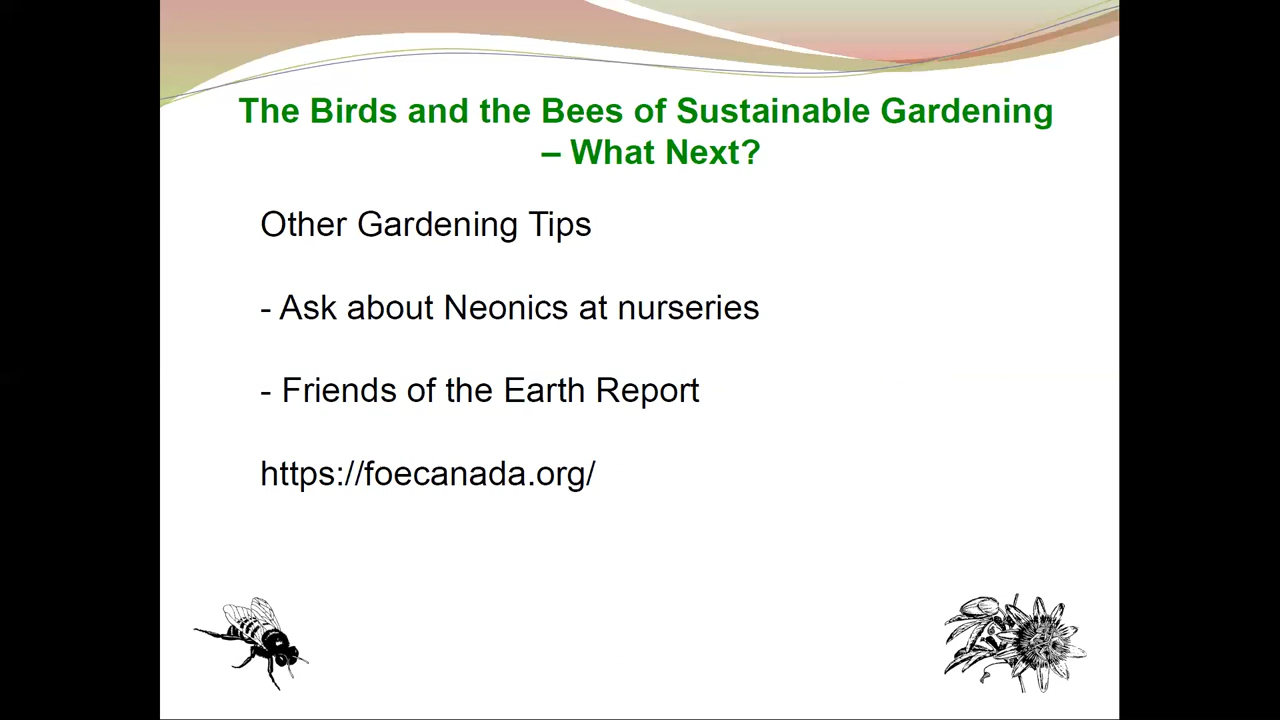 The Birds and the Bees of Sustainable Gardening
– What Next?
Other Gardening Tips
- Ask about Neonics at nurseries
- Friends of the Earth Report
https://foecanada.org/